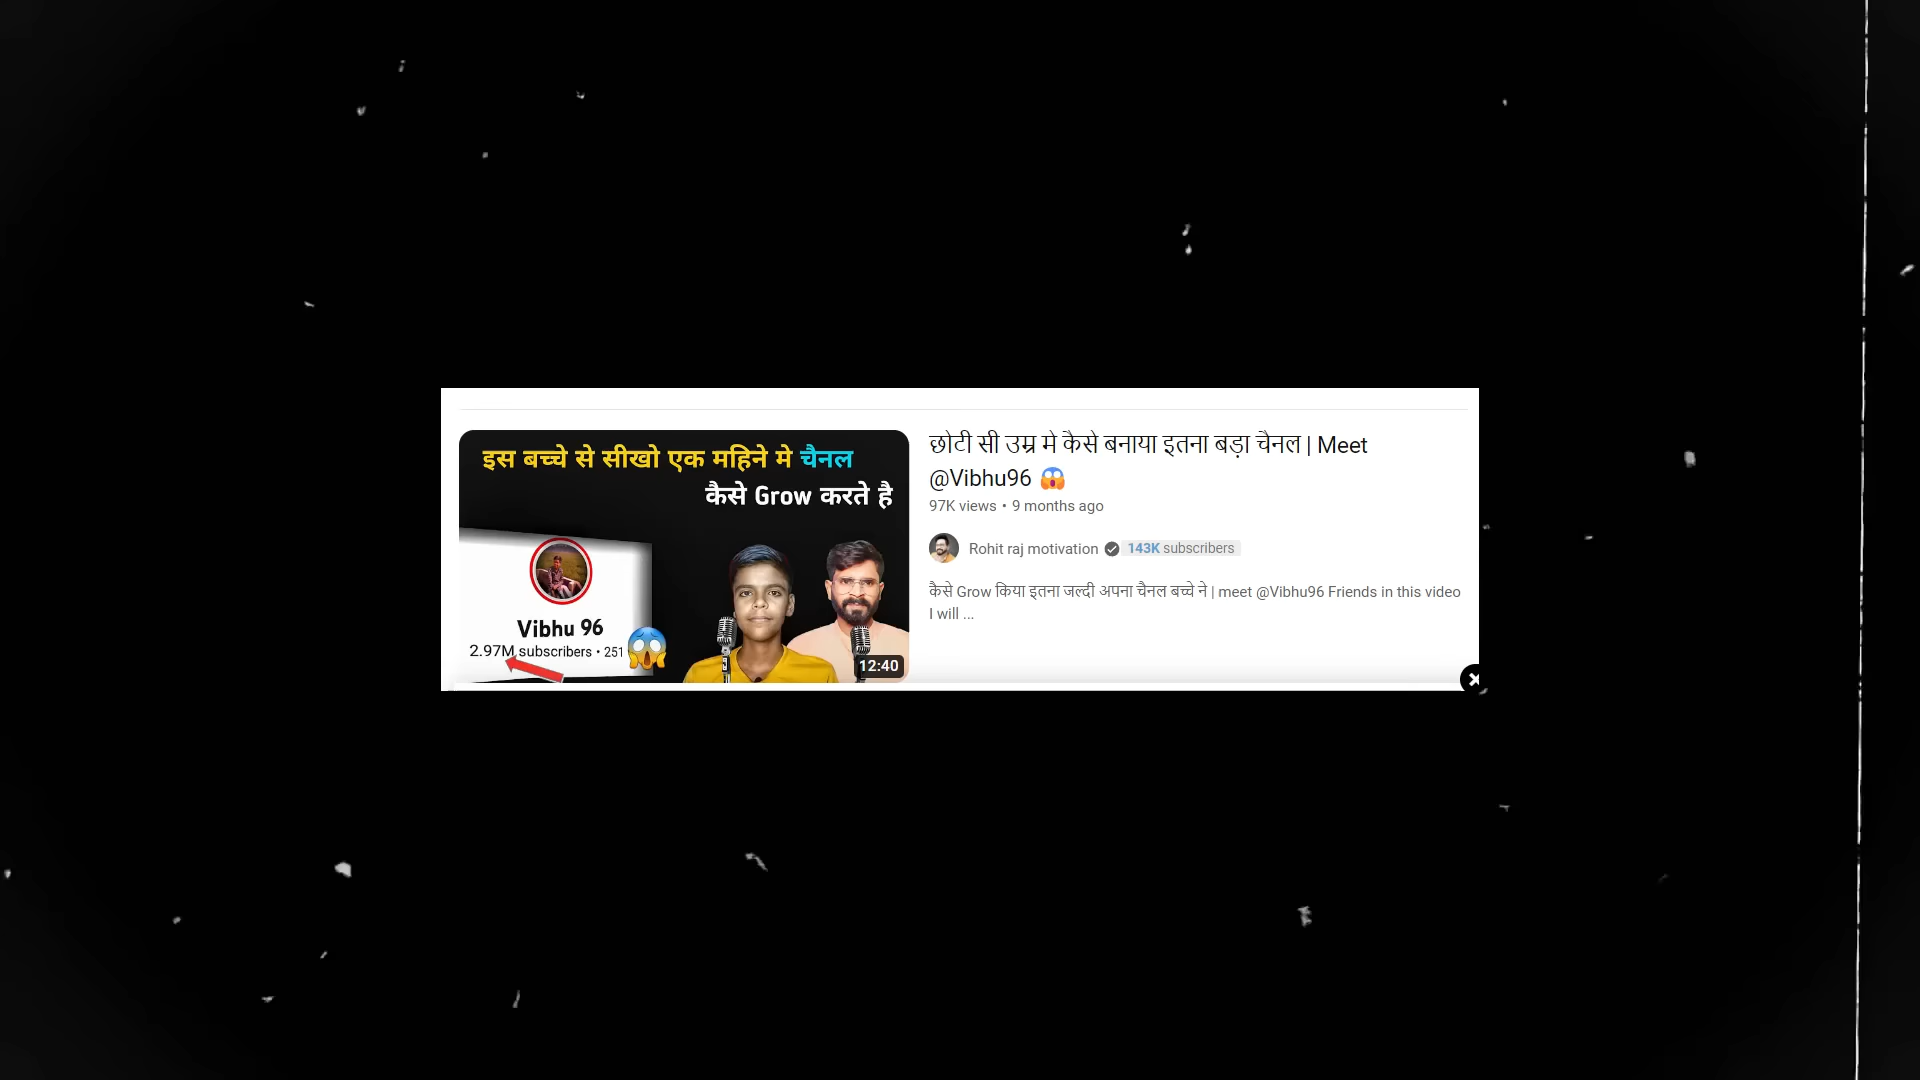 इस बच्चे से सीखो एक महिने मे चैनल
कैसे Grow करते है
Vibhu 96
2.97M subscribers • 251
12:40
छोटी सी उम्र मे कैसे बनाया इतना बड़ा चैनल | Meet
@Vibhu96 😱
97K views • 9 months ago
Rohit raj motivation 143K subscribers
कैसे Grow किया इतना जल्दी अपना चैनल बच्चे ने | meet @Vibhu96 Friends in this video
I will ...